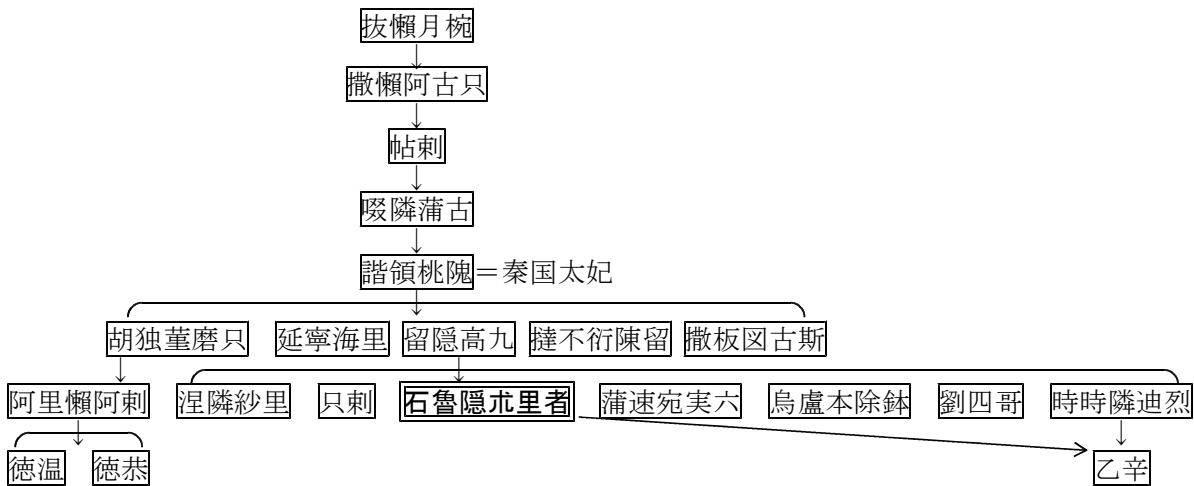 抜懶月椀
撒懶阿古只
帖剌
啜隣蒲古
諧領桃隗＝秦国太妃
胡独菫磨只 延寧海里 留隠高九 撻不衍陳留 撒板図古斯
阿里懶阿剌 涅隣紗里 只剌 石魯隠朮里者 蒲速宛実六 烏盧本除鉢 劉四哥 時時隣迪烈
徳温 徳恭 乙辛